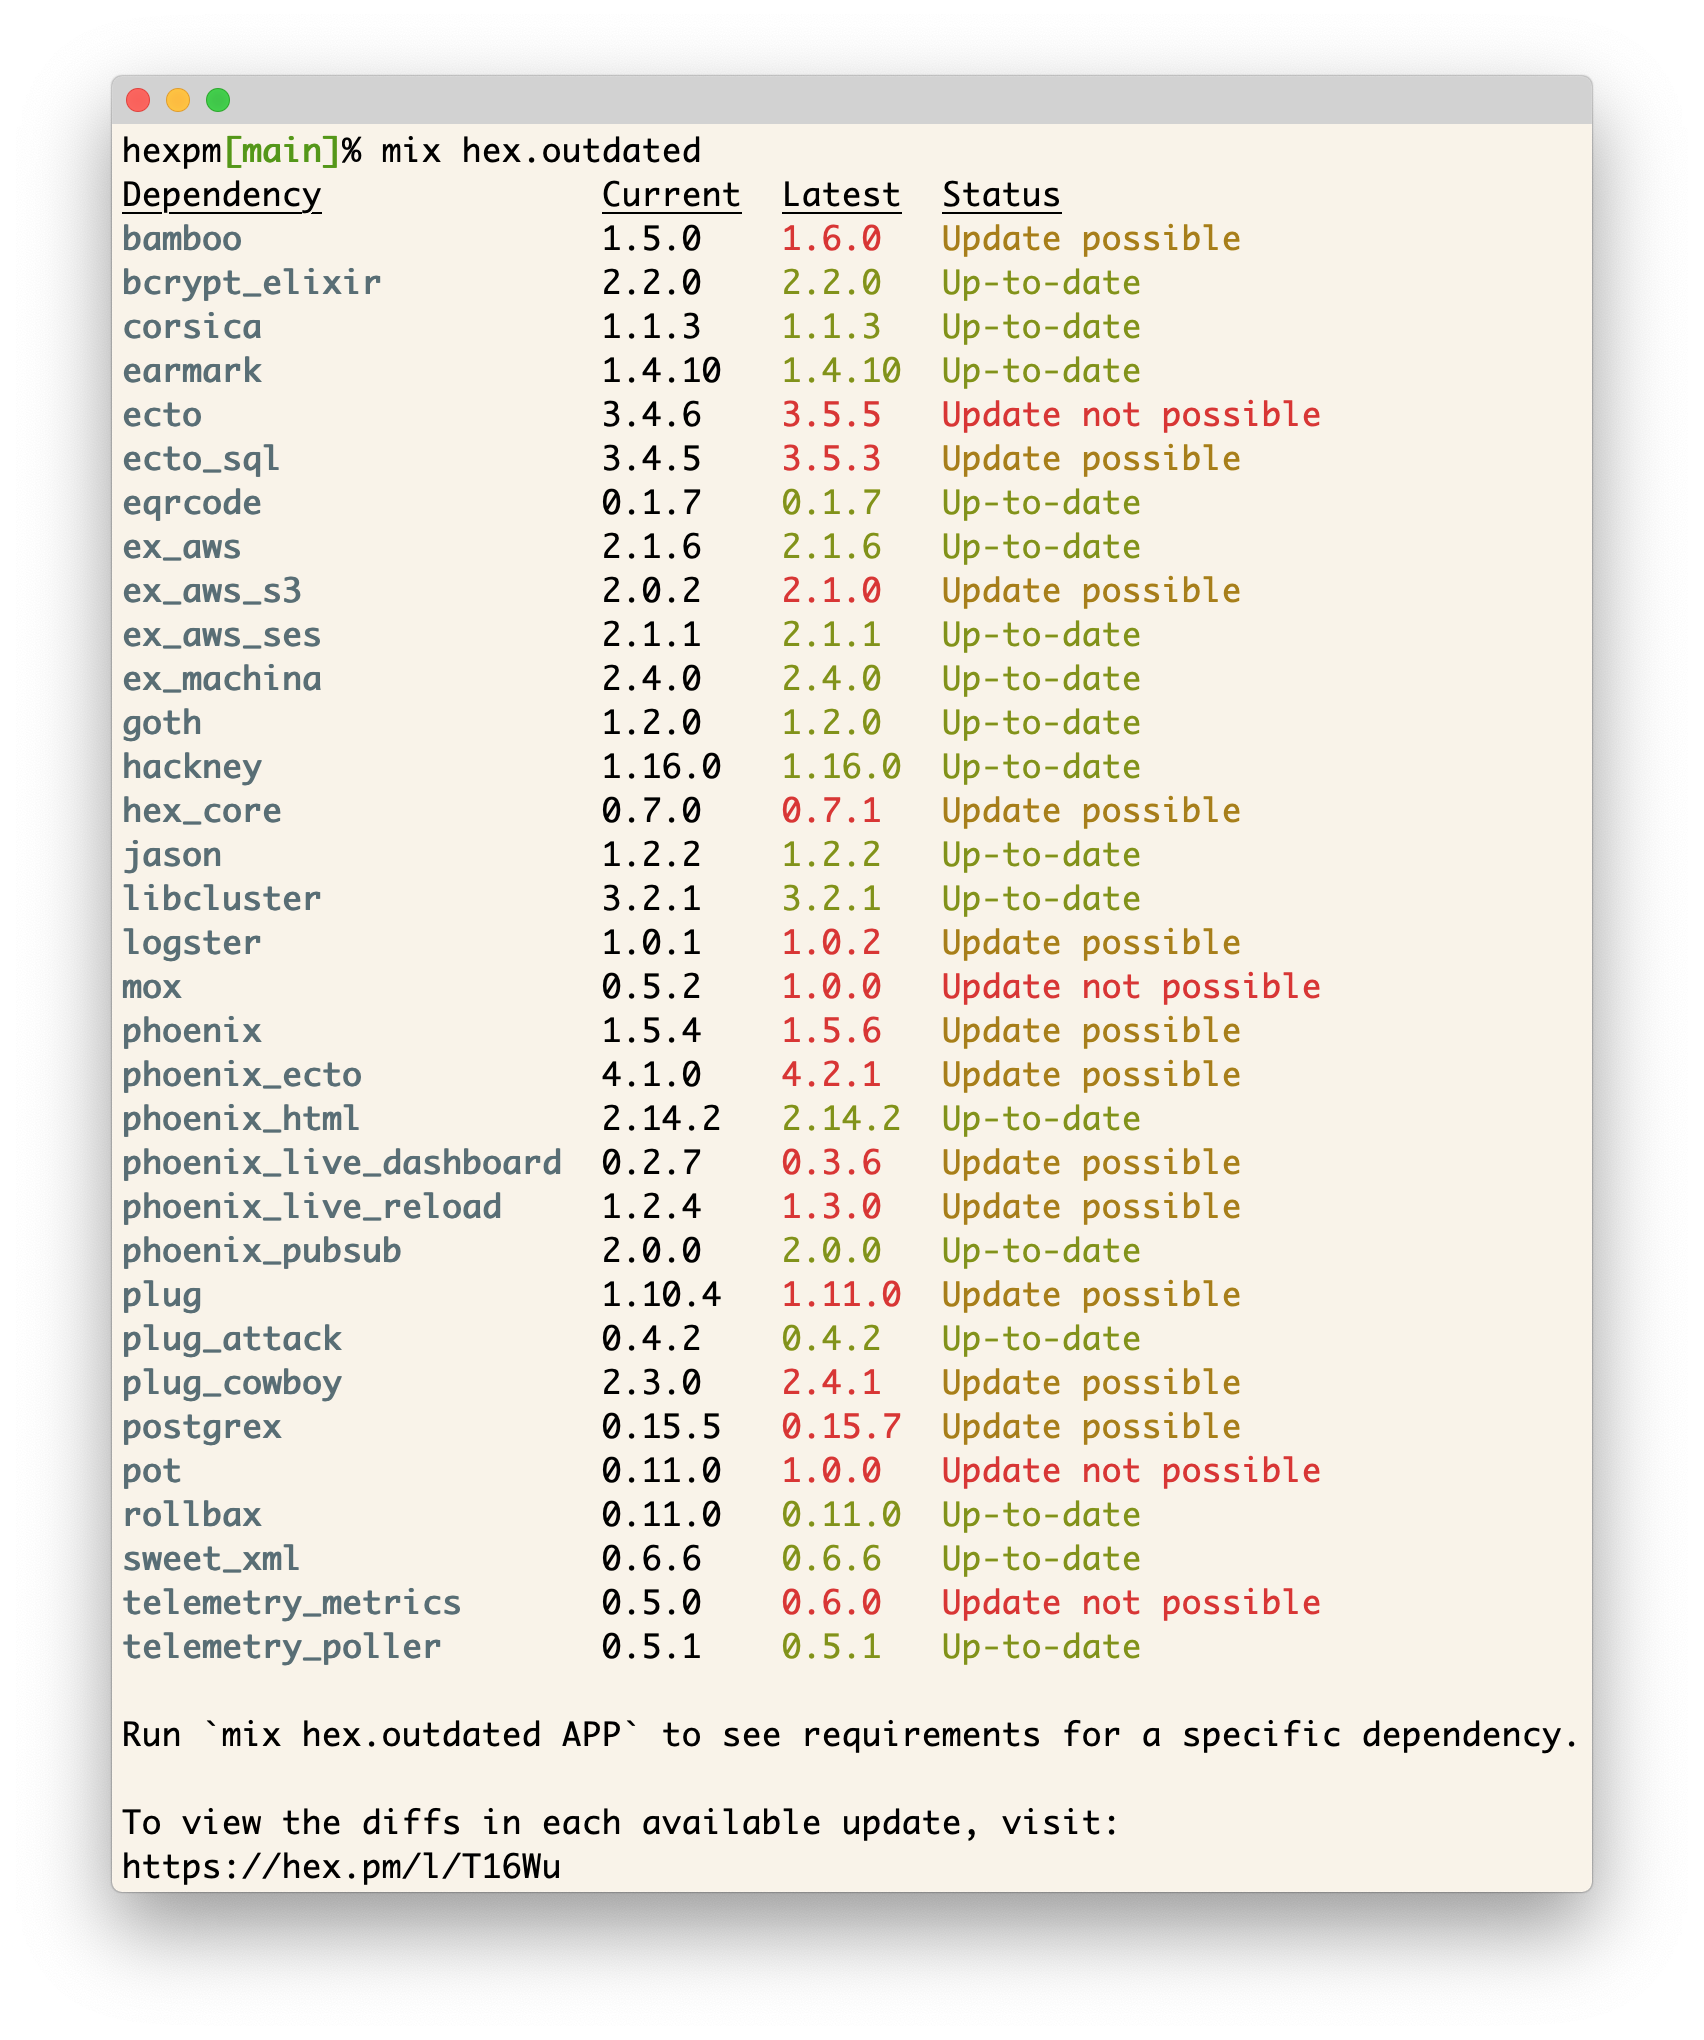 hexpm[main]% mix hex.outdated
Dependency              Current  Latest  Status
bamboo                  1.5.0    1.6.0   Update possible
bcrypt_elixir           2.2.0    2.2.0   Up-to-date
corsica                 1.1.3    1.1.3   Up-to-date
earmark                 1.4.10   1.4.10  Up-to-date
ecto                    3.4.6    3.5.5   Update not possible
ecto_sql                3.4.5    3.5.3   Update possible
eqrcode                 0.1.7    0.1.7   Up-to-date
ex_aws                  2.1.6    2.1.6   Up-to-date
ex_aws_s3               2.0.2    2.1.0   Update possible
ex_aws_ses              2.1.1    2.1.1   Up-to-date
ex_machina              2.4.0    2.4.0   Up-to-date
goth                    1.2.0    1.2.0   Up-to-date
hackney                 1.16.0   1.16.0  Up-to-date
hex_core                0.7.0    0.7.1   Update possible
jason                   1.2.2    1.2.2   Up-to-date
libcluster              3.2.1    3.2.1   Up-to-date
logster                 1.0.1    1.0.2   Update possible
mox                     0.5.2    1.0.0   Update not possible
phoenix                 1.5.4    1.5.6   Update possible
phoenix_ecto            4.1.0    4.2.1   Update possible
phoenix_html            2.14.2   2.14.2  Up-to-date
phoenix_live_dashboard  0.2.7    0.3.6   Update possible
phoenix_live_reload     1.2.4    1.3.0   Update possible
phoenix_pubsub          2.0.0    2.0.0   Up-to-date
plug                    1.10.4   1.11.0  Update possible
plug_attack             0.4.2    0.4.2   Up-to-date
plug_cowboy             2.3.0    2.4.1   Update possible
postgrex                0.15.5   0.15.7  Update possible
pot                     0.11.0   1.0.0   Update not possible
rollbax                 0.11.0   0.11.0  Up-to-date
sweet_xml               0.6.6    0.6.6   Up-to-date
telemetry_metrics       0.5.0    0.6.0   Update not possible
telemetry_poller        0.5.1    0.5.1   Up-to-date
Run `mix hex.outdated APP` to see requirements for a specific dependency.
To view the diffs in each available update, visit:
https://hex.pm/l/T16Wu